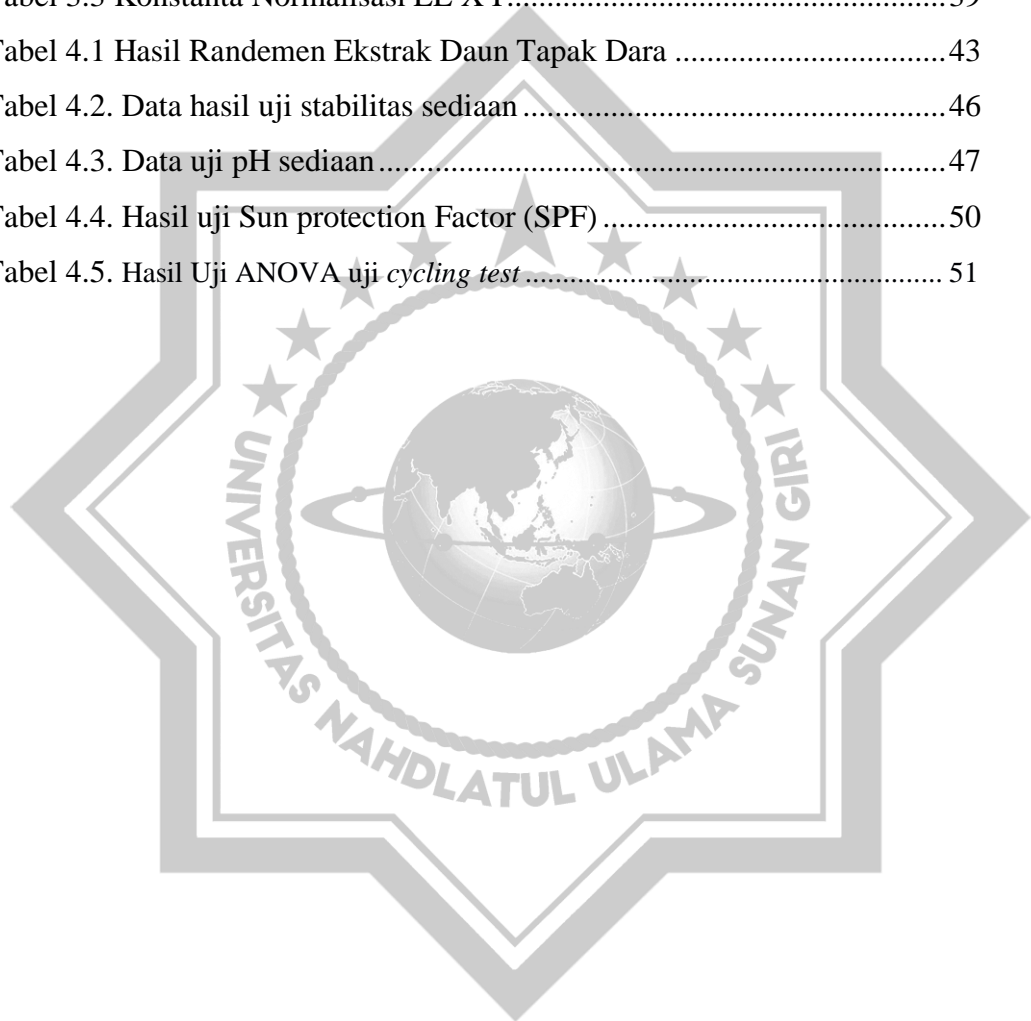 Tabel 3.3 Konstanta Normalisasi EE X I .......................................................... 39
Tabel 4.1 Hasil Randemen Ekstrak Daun Tapak Dara .................................. 43
Tabel 4.2. Data hasil uji stabilitas sediaan ..................................................... 46
Tabel 4.3. Data uji pH sediaan ....................................................................... 47
Tabel 4.4. Hasil uji Sun protection Factor (SPF) ........................................... 50
Tabel 4.5. Hasil Uji ANOVA uji cycling test .................................................... 51
UNIVERSITAS NAHDLATUL ULAMA SUNAN GIRI